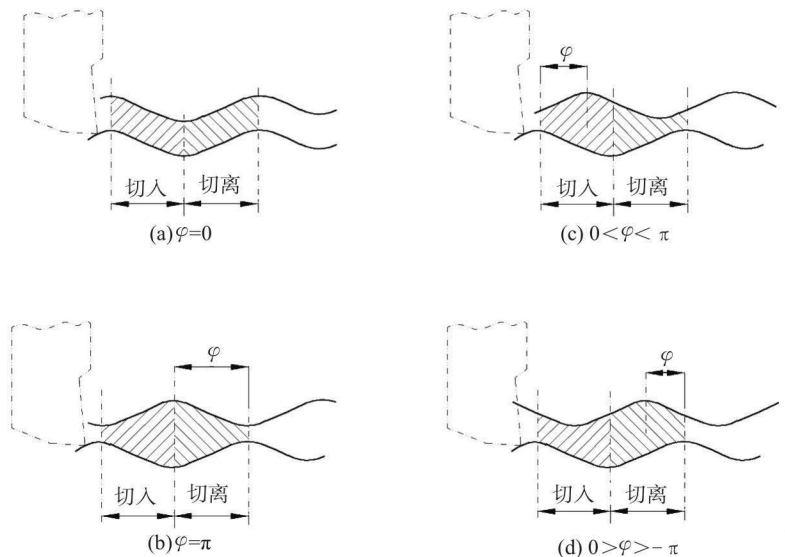 切入 切离
(a)φ=0
φ
切入 切离
(c) 0<φ< π
φ
切入 切离
(b)φ=π
φ
切入 切离
(d) 0>φ>-π